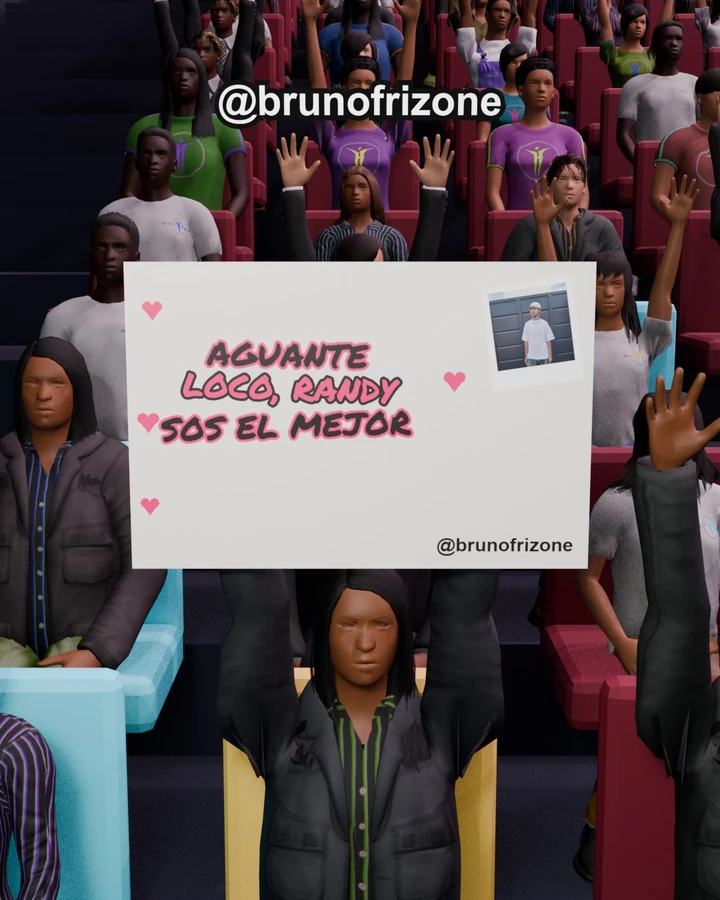 @brunofrizone
AGUANTE
LOCO, RANDY
SOS EL MEJOR
@brunofrizone